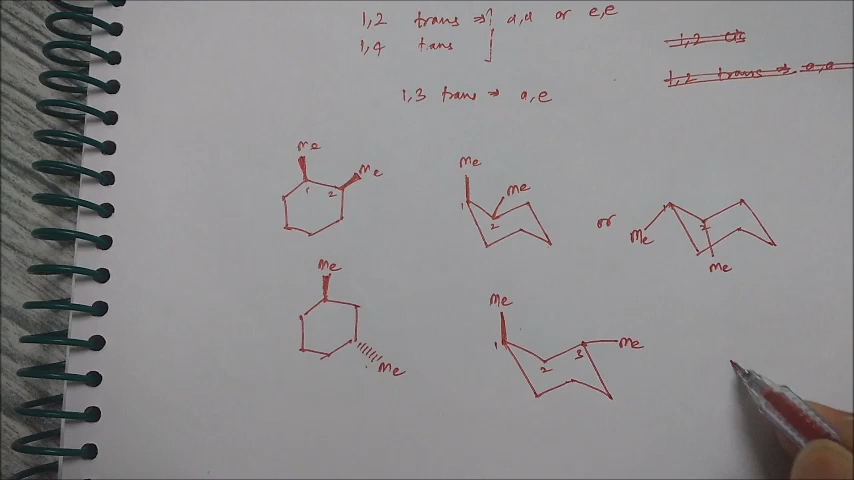 1,2 trans ⇒ a,a or e,e
1,4 trans
1,2 cis
1,2 trans ⇒ a,a
1,3 trans ⇒ a,e
Me
Me
1
2
Me
Me
1
2
or
1
2
Me
Me
Me
Me
Me
1
2
3
Me